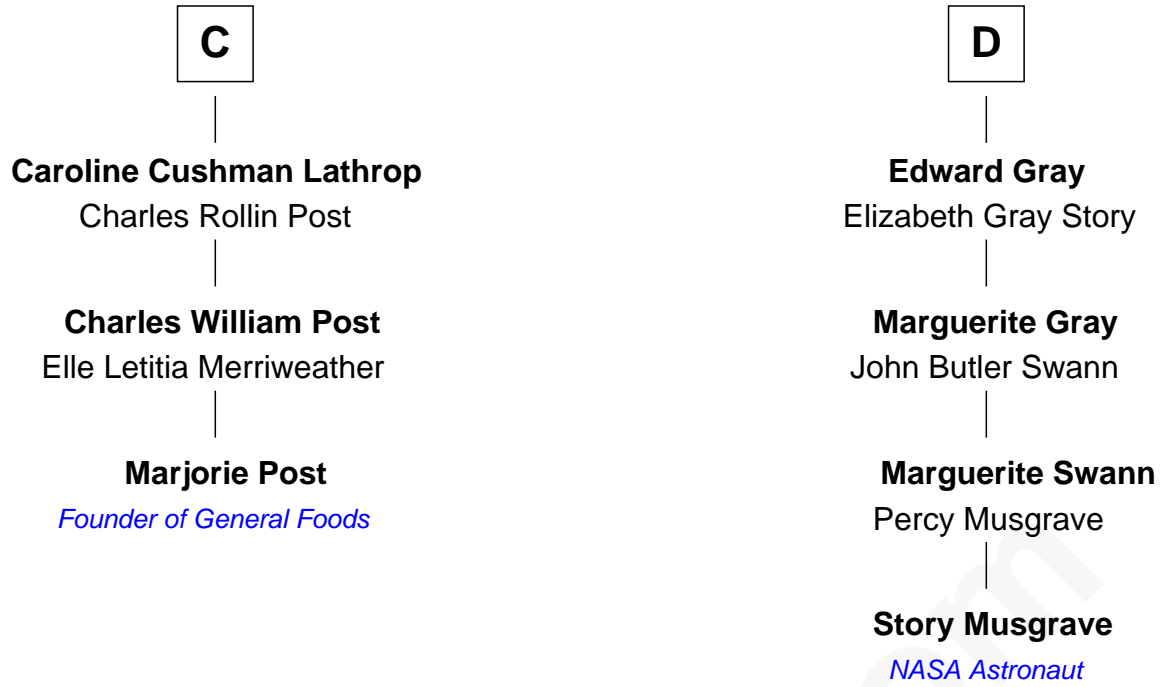 C
Caroline Cushman Lathrop
Charles Rollin Post
Charles William Post
Elle Letitia Merriweather
Marjorie Post
Founder of General Foods
D
Edward Gray
Elizabeth Gray Story
Marguerite Gray
John Butler Swann
Marguerite Swann
Percy Musgrave
Story Musgrave
NASA Astronaut